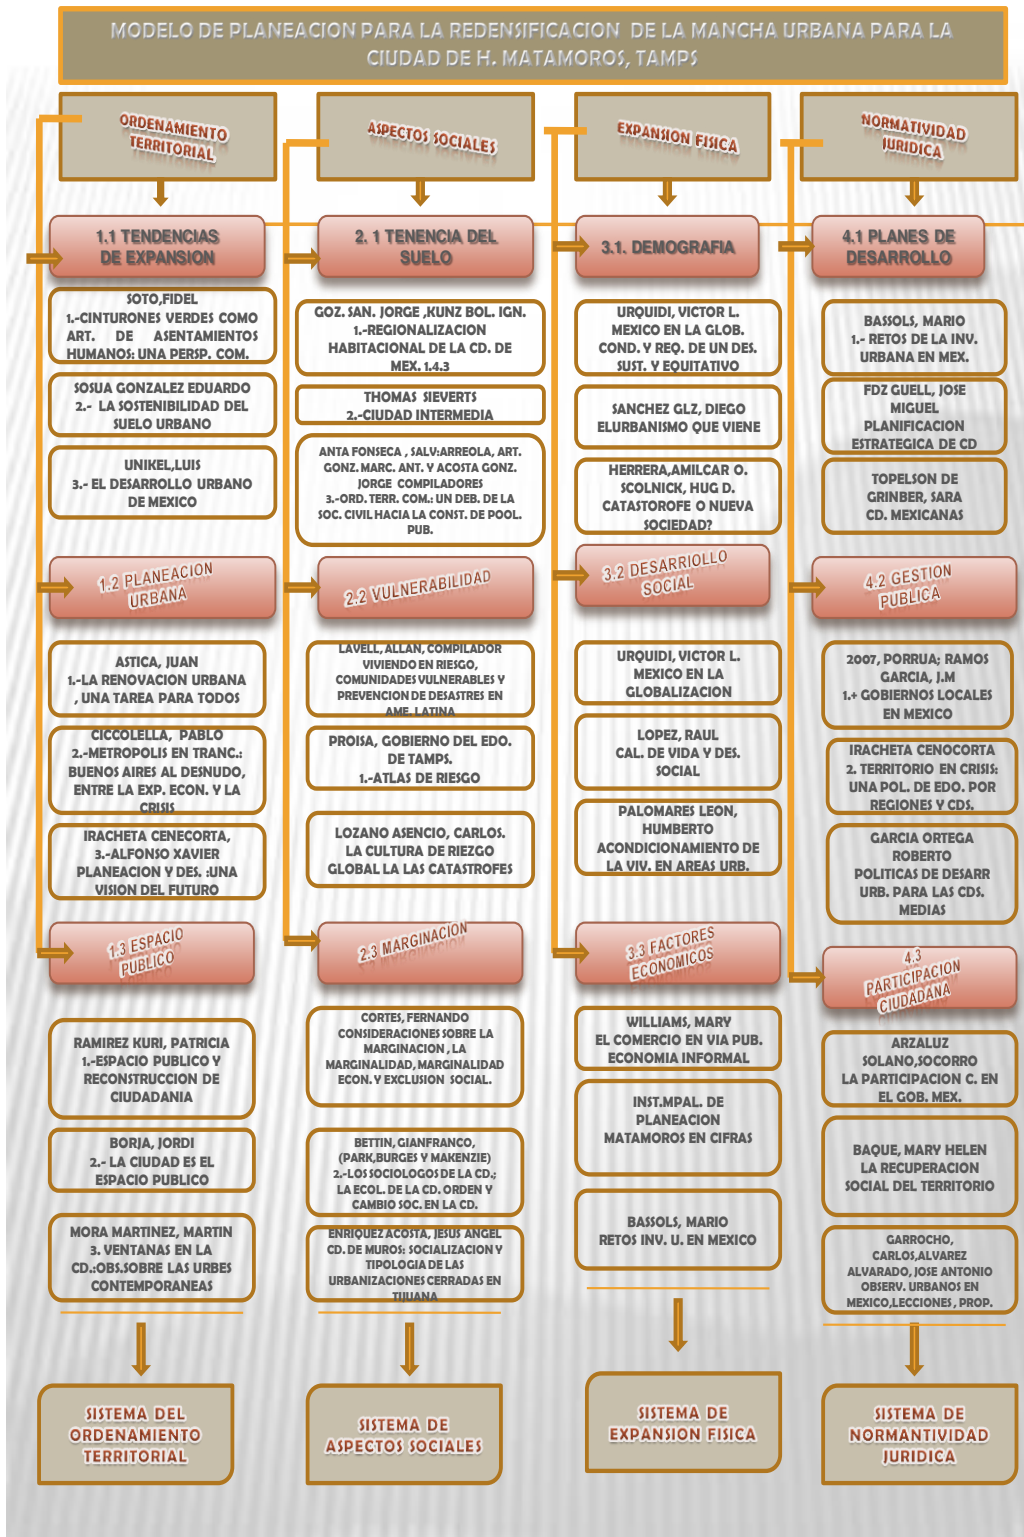 MODELO DE PLANEACION PARA LA REDENSIFICACION DE LA MANCHA URBANA PARA LA
CIUDAD DE H. MATAMOROS, TAMPS
ORDENAMIENTO
TERRITORIAL
1.1 TENDENCIAS
DE EXPANSION
SOTO,FIDEL
1.-CINTURONES VERDES COMO
ART. DE ASENTAMIENTOS
HUMANOS: UNA PERSP. COM.
SOSUA GONZALEZ EDUARDO
2.- LA SOSTENIBILIDAD DEL
SUELO URBANO
UNIKEL,LUIS
3.- EL DESARROLLO URBANO
DE MEXICO
1.2 PLANEACION
URBANA
ASTICA, JUAN
1.-LA RENOVACION URBANA
, UNA TAREA PARA TODOS
CICCOLELLA, PABLO
2.-METROPOLIS EN TRANC.:
BUENOS AIRES AL DESNUDO,
ENTRE LA EXP. ECON. Y LA
CRISIS
IRACHETA CENECORTA,
3.-ALFONSO XAVIER
PLANEACION Y DES. :UNA
VISION DEL FUTURO
1.3 ESPACIO
PUBLICO
RAMIREZ KURI, PATRICIA
1.-ESPACIO PUBLICO Y
RECONSTRUCCION DE
CIUDADANIA
BORJA, JORDI
2.- LA CIUDAD ES EL
ESPACIO PUBLICO
MORA MARTINEZ, MARTIN
3. VENTANAS EN LA
CD.:OBS.SOBRE LAS URBES
CONTEMPORANEAS
SISTEMA DEL
ORDENAMIENTO
TERRITORIAL
ASPECTOS SOCIALES
2. 1 TENENCIA DEL
SUELO
GOZ. SAN. JORGE ,KUNZ BOL. IGN.
1.-REGIONALIZACION
HABITACIONAL DE LA CD. DE
MEX. 1.4.3
THOMAS SIEVERTS
2.-CIUDAD INTERMEDIA
ANTA FONSECA , SALV:ARREOLA, ART.
GONZ. MARC. ANT. Y ACOSTA GONZ.
JORGE COMPILADORES
3.-ORD. TERR. COM.: UN DEB. DE LA
SOC. CIVIL HACIA LA CONST. DE POOL.
PUB.
2.2 VULNERABILIDAD
LAVELL, ALLAN, COMPILADOR
VIVIENDO EN RIESGO,
COMUNIDADES VULNERABLES Y
PREVENCION DE DESASTRES EN
AME. LATINA
PROISA, GOBIERNO DEL EDO.
DE TAMPS.
1.-ATLAS DE RIESGO
LOZANO ASENCIO, CARLOS.
LA CULTURA DE RIEZGO
GLOBAL LA LAS CATASTROFES
2.3 MARGINACION
CORTES, FERNANDO
CONSIDERACIONES SOBRE LA
MARGINACION , LA
MARGINALIDAD, MARGINALIDAD
ECON. Y EXCLUSION SOCIAL.
BETTIN, GIANFRANCO,
(PARK,BURGES Y MAKENZIE)
2.-LOS SOCIOLOGOS DE LA CD.;
LA ECOL. DE LA CD. ORDEN Y
CAMBIO SOC. EN LA CD.
ENRIQUEZ ACOSTA, JESUS ANGEL
CD. DE MUROS: SOCIALIZACION Y
TIPOLOGIA DE LAS
URBANIZACIONES CERRADAS EN
TIJUANA
SISTEMA DE
ASPECTOS SOCIALES
EXPANSION FISICA
3.1. DEMOGRAFIA
URQUIDI, VICTOR L.
MEXICO EN LA GLOB.
COND. Y REQ. DE UN DES.
SUST. Y EQUITATIVO
SANCHEZ GLZ, DIEGO
ELURBANISMO QUE VIENE
HERRERA,AMILCAR O.
SCOLNICK, HUG D.
CATASTOROFE O NUEVA
SOCIEDAD?
3.2 DESARRIOLLO
SOCIAL
URQUIDI, VICTOR L.
MEXICO EN LA
GLOBALIZACION
LOPEZ, RAUL
CAL. DE VIDA Y DES.
SOCIAL
PALOMARES LEON,
HUMBERTO
ACONDICIONAMIENTO DE
LA VIV. EN AREAS URB.
3.3 FACTORES
ECONOMICOS
WILLIAMS, MARY
EL COMERCIO EN VIA PUB.
ECONOMIA INFORMAL
INST.MPAL. DE
PLANEACION
MATAMOROS EN CIFRAS
BASSOLS, MARIO
RETOS INV. U. EN MEXICO
SISTEMA DE
EXPANSION FISICA
NORMATIVIDAD
JURIDICA
4.1 PLANES DE
DESARROLLO
BASSOLS, MARIO
1.- RETOS DE LA INV.
URBANA EN MEX.
FDZ GUELL, JOSE
MIGUEL
PLANIFICACION
ESTRATEGICA DE CD
TOPELSON DE
GRINBER, SARA
CD. MEXICANAS
4.2 GESTION
PUBLICA
2007, PORRUA; RAMOS
GARCIA, J.M
1.+ GOBIERNOS LOCALES
EN MEXICO
IRACHETA CENOCORTA
2. TERRITORIO EN CRISIS:
UNA POL. DE EDO. POR
REGIONES Y CDS.
GARCIA ORTEGA
ROBERTO
POLITICAS DE DESARR
URB. PARA LAS CDS.
MEDIAS
4.3
PARTICIPACION
CIUDADANA
ARZALUZ
SOLANO,SOCORRO
LA PARTICIPACION C. EN
EL GOB. MEX.
BAQUE, MARY HELEN
LA RECUPERACION
SOCIAL DEL TERRITORIO
GARROCHO,
CARLOS,ALVAREZ
ALVARADO, JOSE ANTONIO
OBSERV. URBANOS EN
MEXICO,LECCIONES , PROP.
SISTEMA DE
NORMANTIVIDAD
JURIDICA